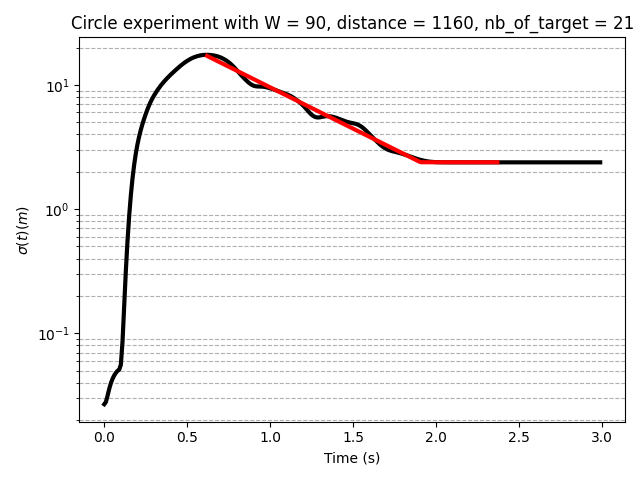 Circle experiment with W = 90, distance = 1160, nb_of_target = 21
10¹
10⁰
10⁻¹
σ(t)(m)
0.0 0.5 1.0 1.5 2.0 2.5 3.0
Time (s)